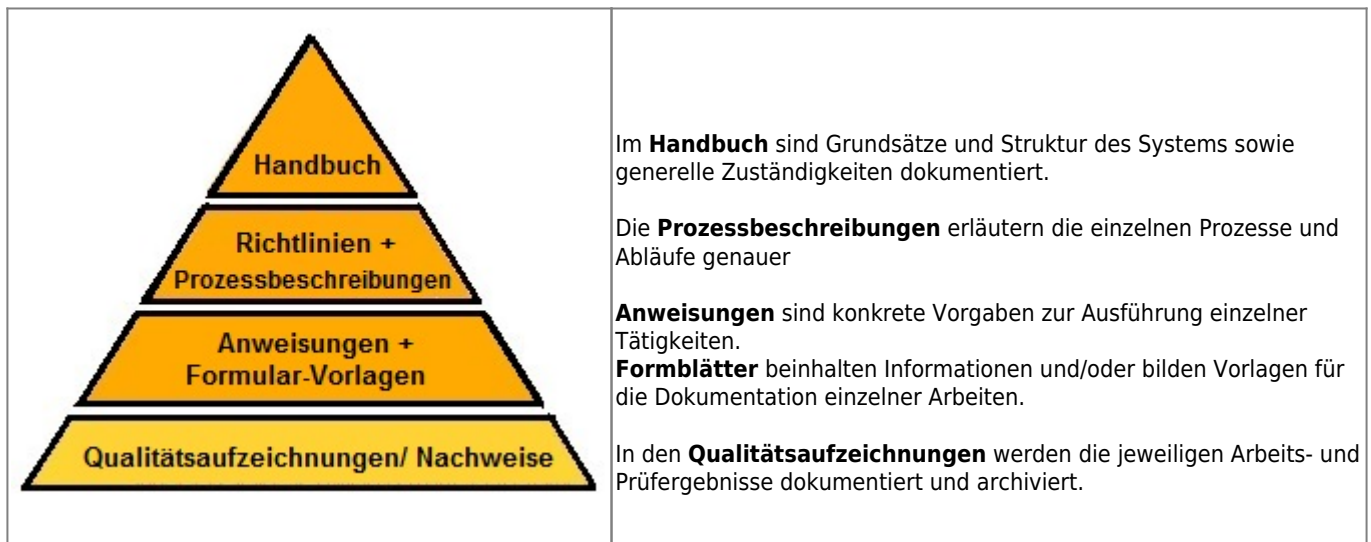 Handbuch
Richtlinien +
Prozessbeschreibungen
Anweisungen +
Formular-Vorlagen
Qualitätsaufzeichnungen/ Nachweise
Im Handbuch sind Grundsätze und Struktur des Systems sowie
generelle Zuständigkeiten dokumentiert.
Die Prozessbeschreibungen erläutern die einzelnen Prozesse und
Abläufe genauer
Anweisungen sind konkrete Vorgaben zur Ausführung einzelner
Tätigkeiten.
Formblätter beinhalten Informationen und/oder bilden Vorlagen für
die Dokumentation einzelner Arbeiten.
In den Qualitätsaufzeichnungen werden die jeweiligen Arbeits- und
Prüfergebnisse dokumentiert und archiviert.